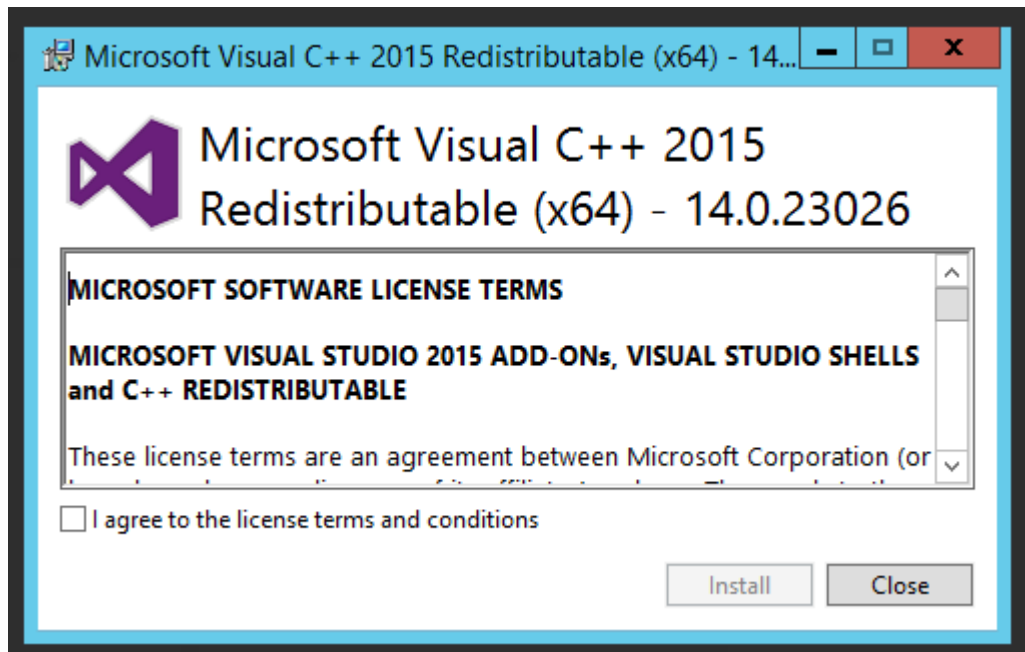 Microsoft Visual C++ 2015 Redistributable (x64) - 14...
Microsoft Visual C++ 2015
Redistributable (x64) - 14.0.23026
MICROSOFT SOFTWARE LICENSE TERMS
MICROSOFT VISUAL STUDIO 2015 ADD-ONs, VISUAL STUDIO SHELLS
and C++ REDISTRIBUTABLE
These license terms are an agreement between Microsoft Corporation (or
I agree to the license terms and conditions
Install
Close